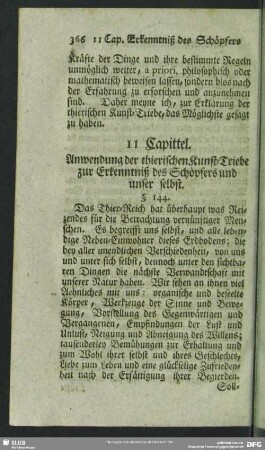 366 11 Cap. Erkenntniß des Schöpfers
Kräfte der Dinge und ihre bestimmte Regeln
unmöglich weiter, a priori, philosophisch oder
mathematisch beweisen lassen, sondern blos nach
der Erfahrung zu erforschen und anzunehmen
sind. Daher meyne ich, zur Erklärung der
thierischen Kunst-Triebe, das Möglichste gesagt
zu haben.
11 Capittel.
Anwendung der thierischen Kunst-Triebe
zur Erkenntniß des Schöpfers und
unser selbst.
§ 144.
Das Thier-Reich hat überhaupt was Rei-
zendes für die Betrachtung vernünftiger Men-
schen. Es begreifft uns selbst, und alle leben-
dige Neben-Einwohner dieses Erdbodens; die
bey aller unendlichen Verschiedenheit, von uns
und unter sich selbst, dennoch unter den sichtba-
ren Dingen die nächste Verwandschaft mit
unserer Natur haben. Wir sehen an ihnen viel
Aehnliches mit uns: organische und beseelte
Körper, Werkzeuge der Sinne und Bewe-
gung, Vorstellung des Gegenwärtigen und
Vergangenen, Empfindungen der Lust und
Unlust, Neigung und Abneigung des Willens;
tausenderley Bemühungen zur Erhaltung und
zum Wohl ihrer selbst und ihres Geschlechts,
Liebe zum Leben und eine glückselige Zufrieden-
heit nach der Ersättigung ihrer Begierden.
Soll-
SLUB
DFG